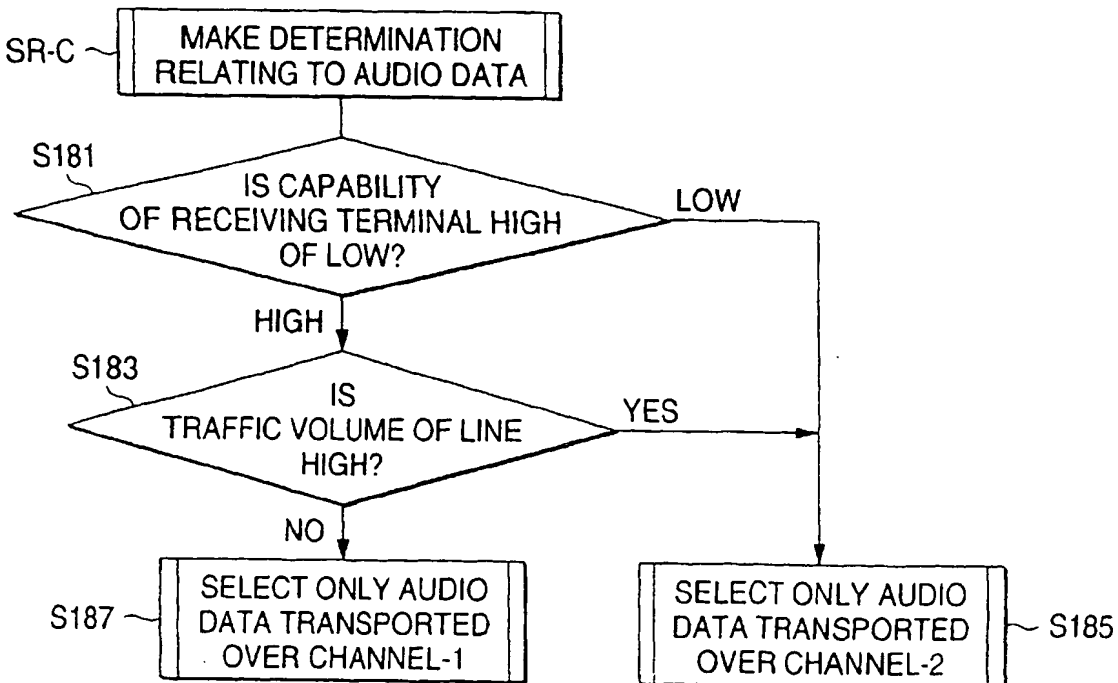 SR-C
MAKE DETERMINATION
RELATING TO AUDIO DATA
S181
IS CAPABILITY
OF RECEIVING TERMINAL HIGH
OF LOW?
LOW
HIGH
S183
IS
TRAFFIC VOLUME OF LINE
HIGH?
YES
NO
S187
SELECT ONLY AUDIO
DATA TRANSPORTED
OVER CHANNEL-1
SELECT ONLY AUDIO
DATA TRANSPORTED
OVER CHANNEL-2
S185